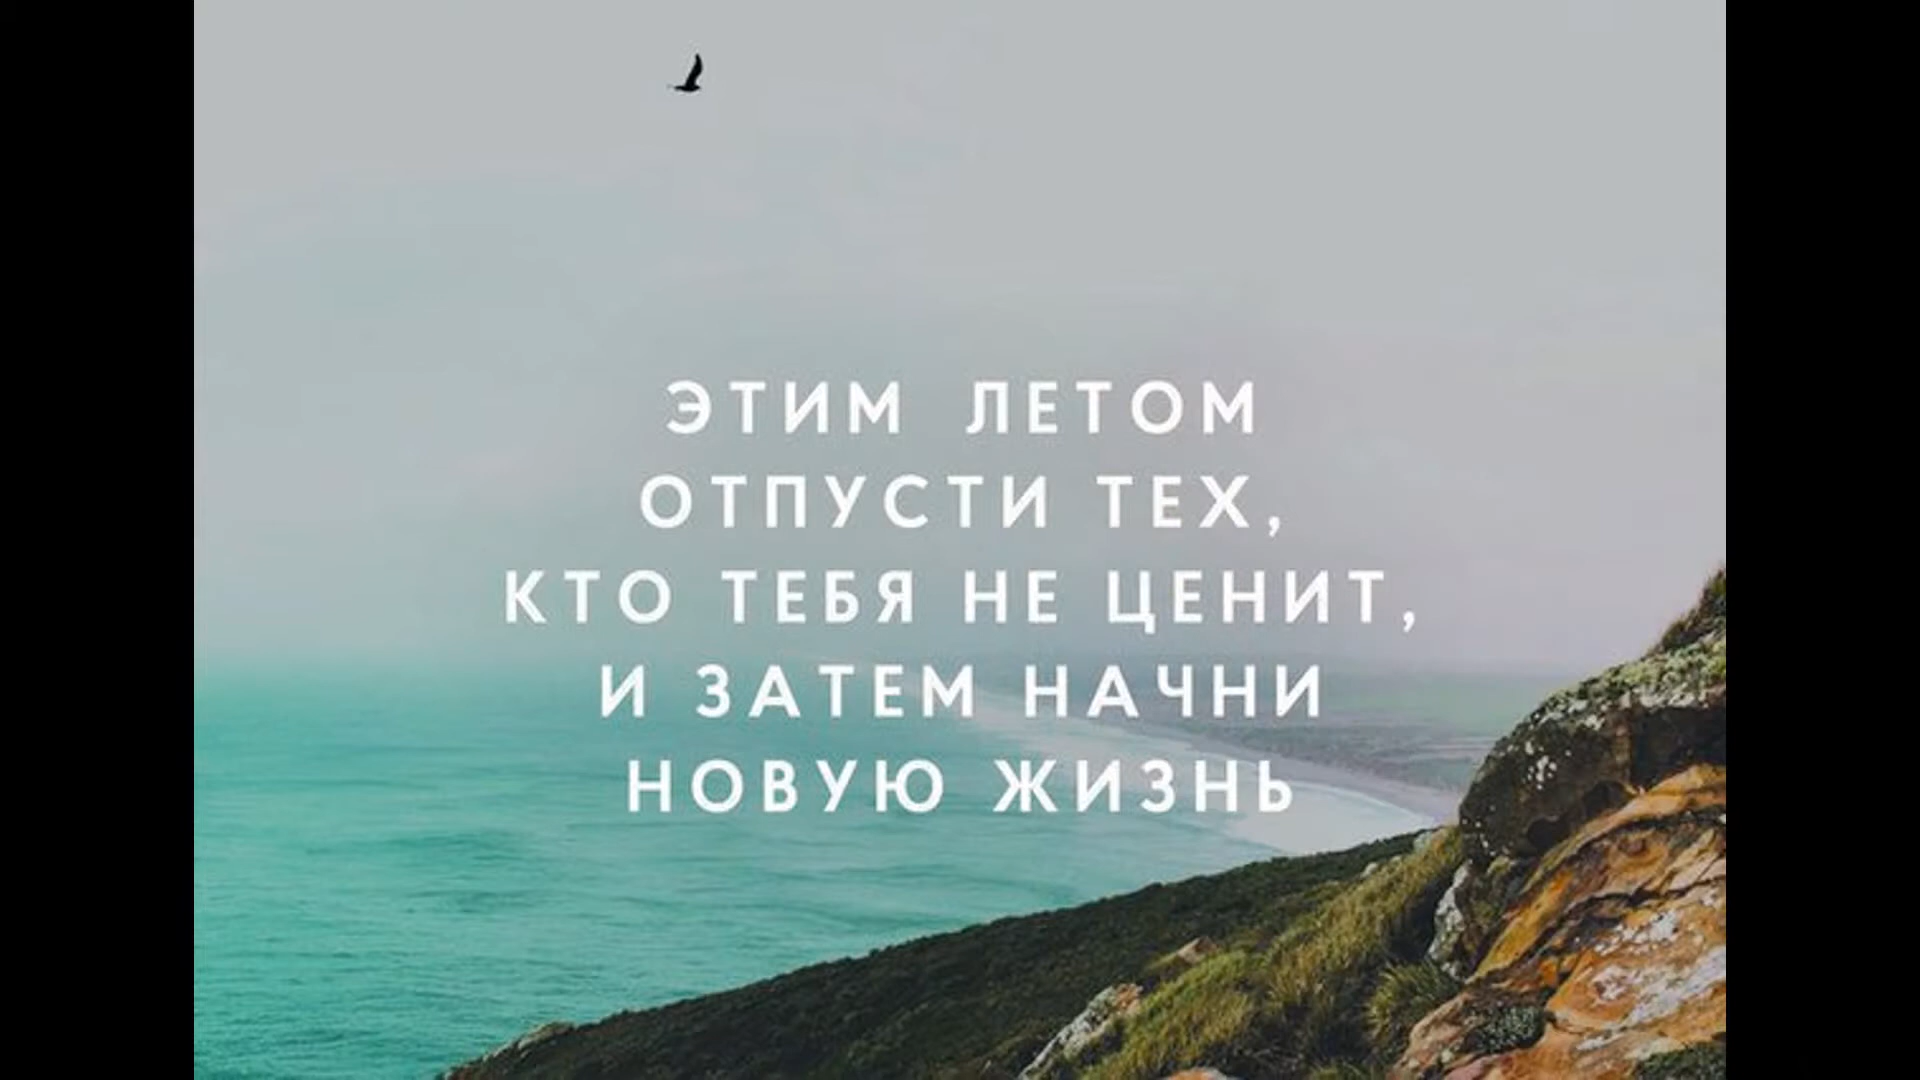 ЭТИМ ЛЕТОМ
ОТПУСТИ ТЕХ,
КТО ТЕБЯ НЕ ЦЕНИТ,
И ЗАТЕМ НАЧНИ
НОВУЮ ЖИЗНЬ